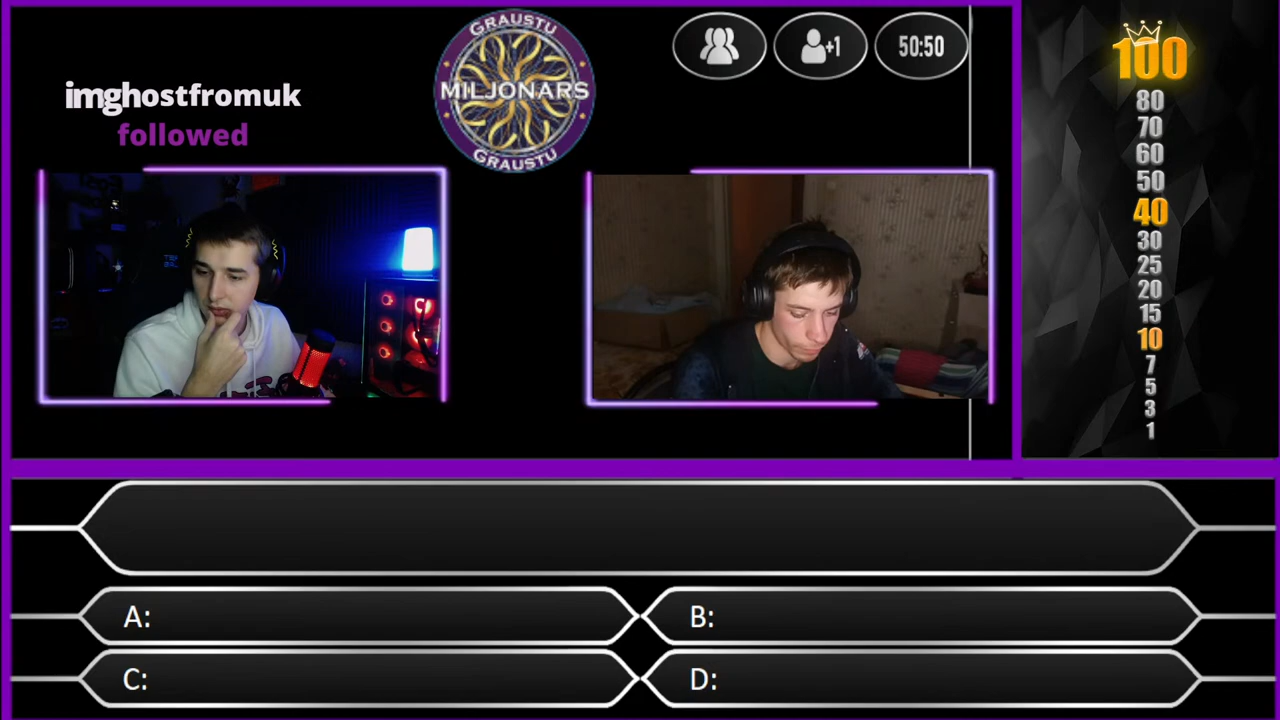 imghostfromuk
followed
GRAUSTU
MILJONARS
GRAUSTU
+1
50:50
100
80
70
60
50
40
30
25
20
15
10
7
5
3
1
A:
B:
C:
D: